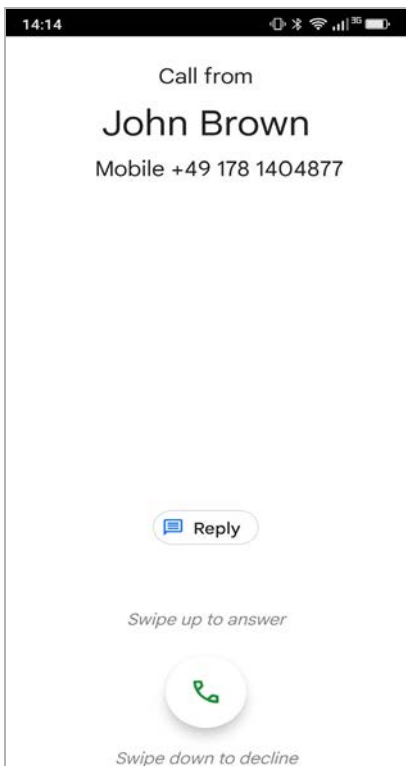 14:14 3G
Call from
John Brown
Mobile +49 178 1404877
Reply
Swipe up to answer
Swipe down to decline